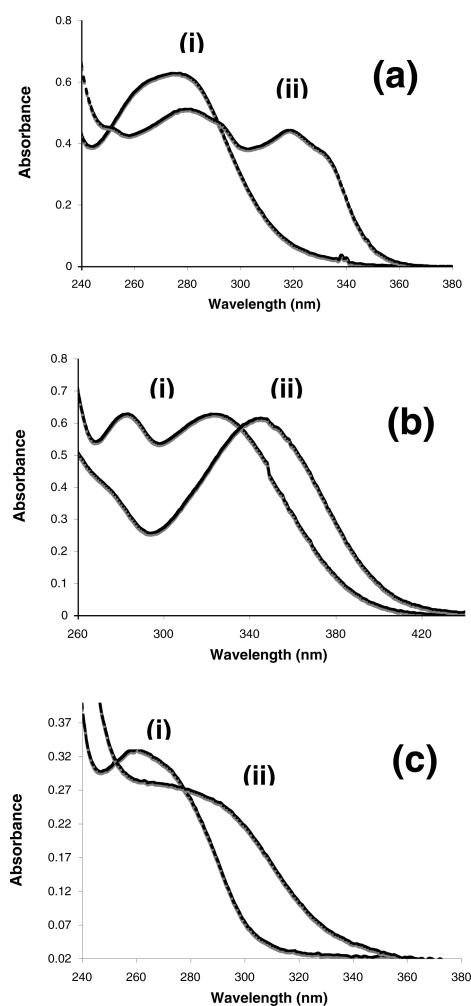 0.8
(i)
(ii)
(a)
0.6
0.4
0.2
0
Absorbance
240 260 280 300 320 340 360 380
Wavelength (nm)
0.8
0.7
(i)
(ii)
(b)
0.6
0.5
0.4
0.3
0.2
0.1
0
Absorbance
260 300 340 380 420
Wavelength (nm)
0.37
(i)
(ii)
(c)
0.32
0.27
0.22
0.17
0.12
0.07
0.02
Absorbance
240 260 280 300 320 340 360 380
Wavelength (nm)